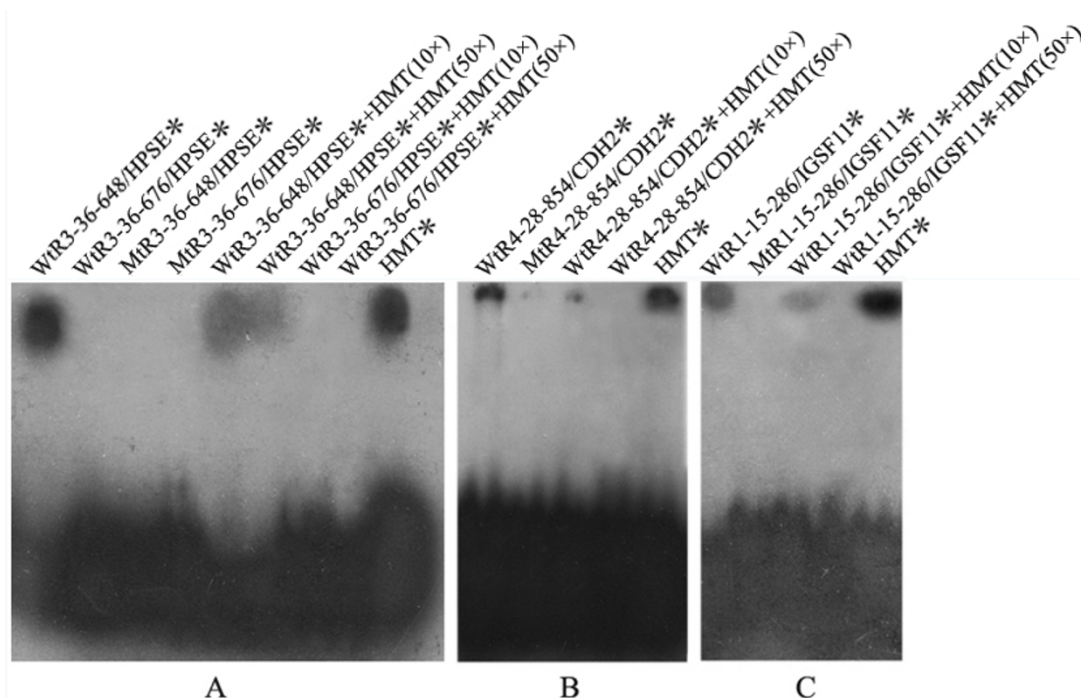 WtR3-36-648/HPSE*
WtR3-36-676/HPSE*
MtR3-36-648/HPSE*
MtR3-36-676/HPSE*
WtR3-36-648/HPSE*+HMT(10×)
WtR3-36-648/HPSE*+HMT(50×)
WtR3-36-676/HPSE*+HMT(10×)
WtR3-36-676/HPSE*+HMT(50×)
HMT*
WtR4-28-854/CDH2*
MtR4-28-854/CDH2*
WtR4-28-854/CDH2*+HMT(10×)
WtR4-28-854/CDH2*+HMT(50×)
HMT*
WtR1-15-286/IGSF11*
MtR1-15-286/IGSF11*
WtR1-15-286/IGSF11*+HMT(10×)
WtR1-15-286/IGSF11*+HMT(50×)
HMT*
A
B
C